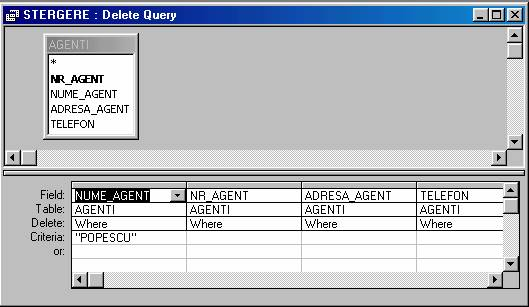 STERGERE : Delete Query
AGENTI
*
NR_AGENT
NUME_AGENT
ADRESA_AGENT
TELEFON
Field: NUME_AGENT NR_AGENT ADRESA_AGENT TELEFON
Table: AGENTI AGENTI AGENTI AGENTI
Delete: Where Where Where Where
Criteria: "POPESCU"
or: